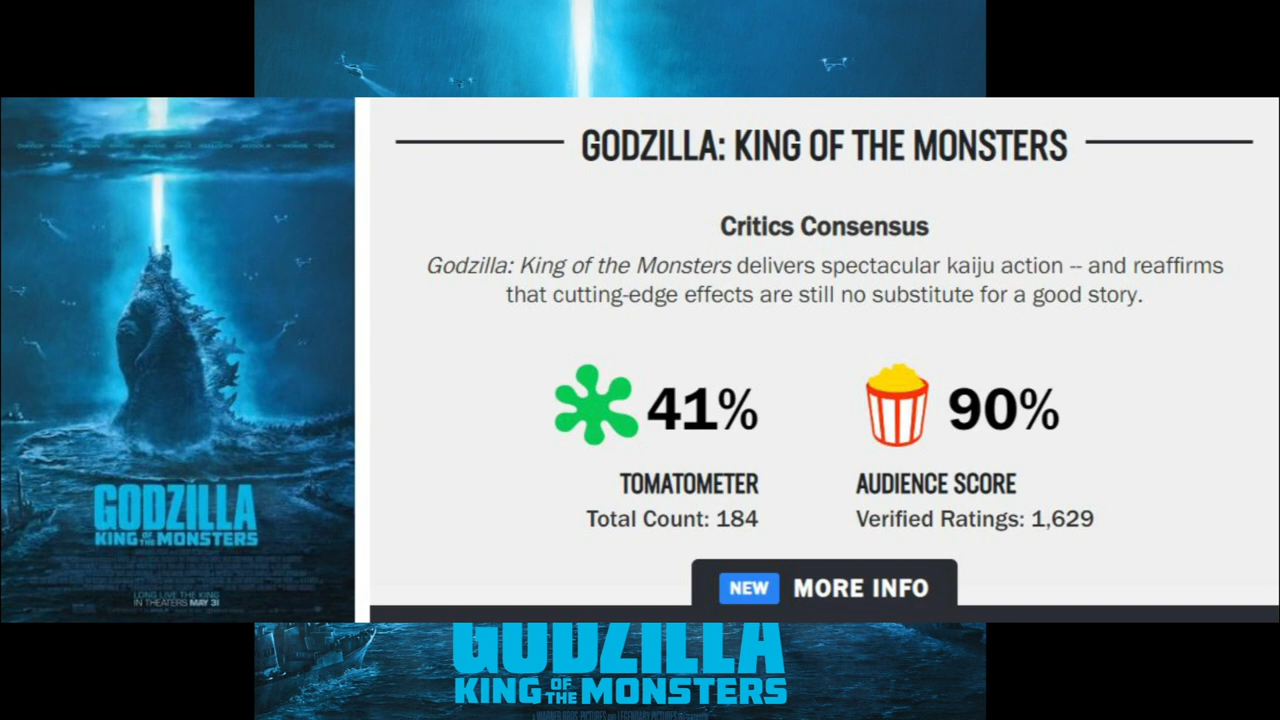 GODZILLA: KING OF THE MONSTERS
Critics Consensus
Godzilla: King of the Monsters delivers spectacular kaiju action -- and reaffirms
that cutting-edge effects are still no substitute for a good story.
41%
90%
TOMATOMETER
AUDIENCE SCORE
Total Count: 184
Verified Ratings: 1,629
NEW MORE INFO
GODZILLA
KING OF THE MONSTERS
LONG LIVE THE KING
IN THEATERS MAY 31
GODZILLA
KING OF THE MONSTERS